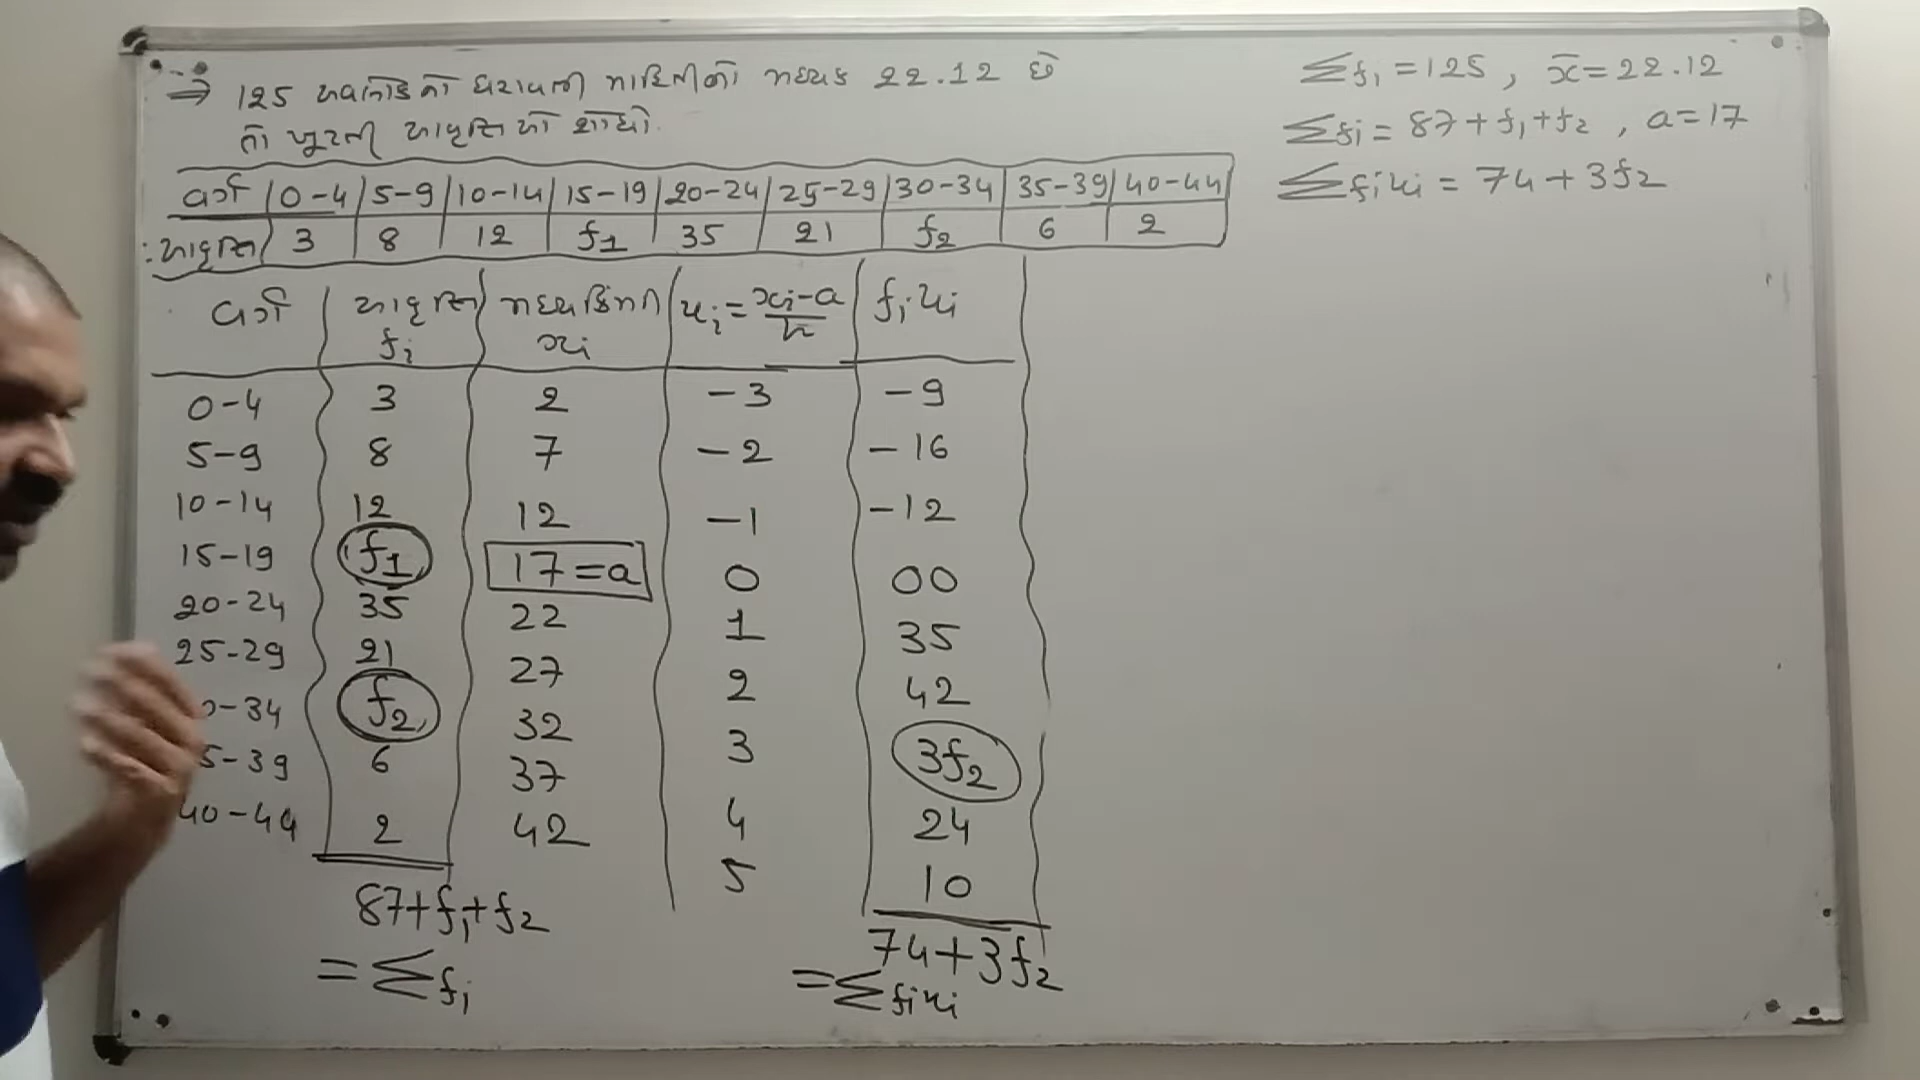 ⇒ 125 અવલોકનો ધરાવતી માહિતીનો મધ્યક 22.12 છે
તો ખૂટતી આવૃત્તિઓ શોધો.
વર્ગ 0-4 5-9 10-14 15-19 20-24 25-29 30-34 35-39 40-44
આવૃત્તિ 3 8 12 f1 35 21 f2 6 2
વર્ગ આવૃત્તિ fi મધ્યકિંમત xi ui = xi-a/h fiui
0-4 3 2 -3 -9
5-9 8 7 -2 -16
10-14 12 12 -1 -12
15-19 f1 17=a 0 00
20-24 35 22 1 35
25-29 21 27 2 42
0-34 f2 32 3 3f2
5-39 6 37 4 24
40-44 2 42 5 10
87+f1+f2 74+3f2
=Σfi =Σfiui
Σfi =125, x̄=22.12
Σfi = 87+f1+f2, a=17
Σfiui = 74+3f2